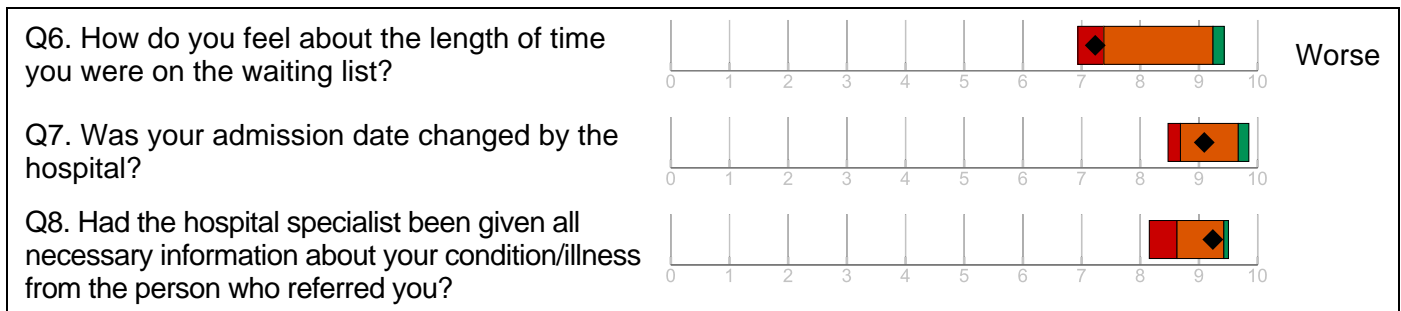 Q6. How do you feel about the length of time
you were on the waiting list?
Worse
0 1 2 3 4 5 6 7 8 9 10
Q7. Was your admission date changed by the
hospital?
0 1 2 3 4 5 6 7 8 9 10
Q8. Had the hospital specialist been given all
necessary information about your condition/illness
from the person who referred you?
0 1 2 3 4 5 6 7 8 9 10